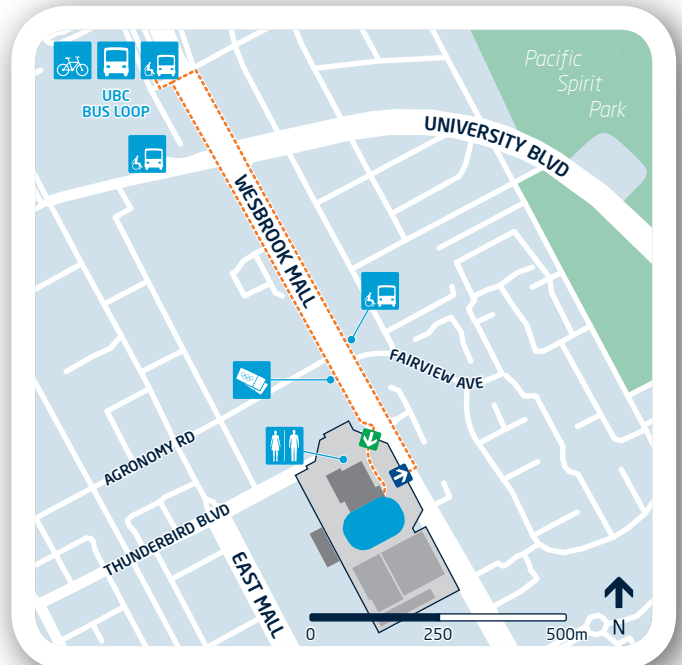 Pacific
Spirit
Park
UBC
BUS LOOP
UNIVERSITY BLVD
WESBROOK MALL
FAIRVIEW AVE
AGRONOMY RD
THUNDERBIRD BLVD
EAST MALL
N
0 250 500m